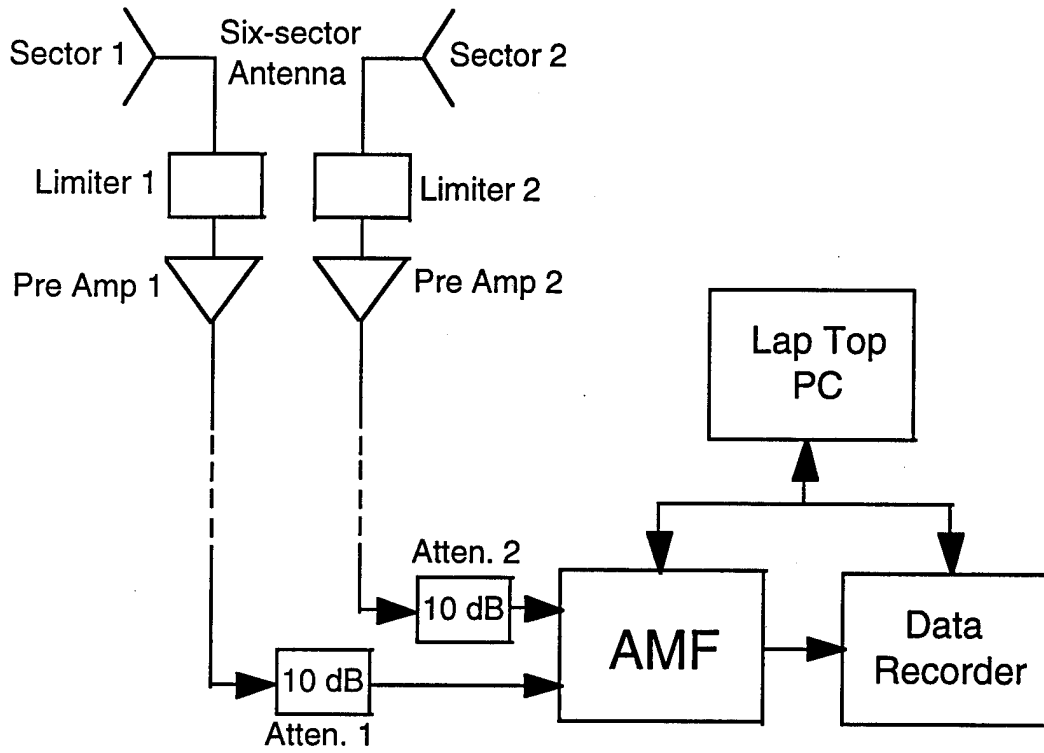 Sector 1
Six-sector
Antenna
Sector 2
Limiter 1
Limiter 2
Pre Amp 1
Pre Amp 2
Lap Top
PC
Atten. 2
10 dB
AMF
Data
Recorder
10 dB
Atten. 1